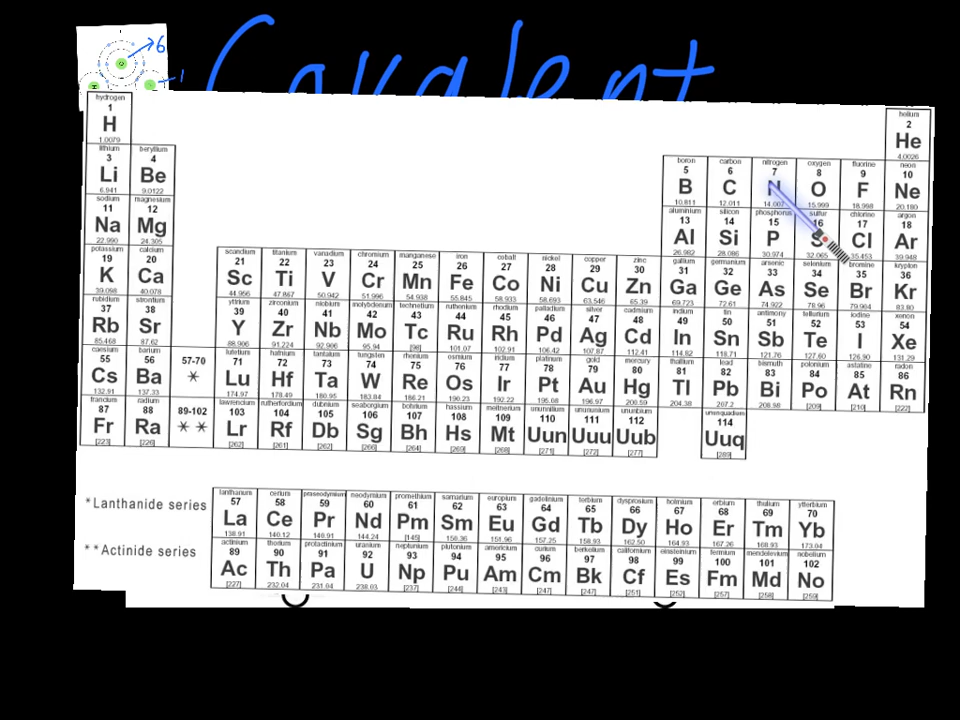 Covalent
6
1
hydrogen helium
1 2
H He
1.0079 4.0026
lithium beryllium boron carbon nitrogen oxygen fluorine neon
3 4 5 6 7 8 9 10
Li Be B C N O F Ne
6.941 9.0122 10.811 12.011 14.007 15.999 18.998 20.180
sodium magnesium aluminium silicon phosphorus sulfur chlorine argon
11 12 13 14 15 16 17 18
Na Mg Al Si P S Cl Ar
22.990 24.305 26.982 28.086 30.974 32.065 35.453 39.948
potassium calcium scandium titanium vanadium chromium manganese iron cobalt nickel copper zinc gallium germanium arsenic selenium bromine krypton
19 20 21 22 23 24 25 26 27 28 29 30 31 32 33 34 35 36
K Ca Sc Ti V Cr Mn Fe Co Ni Cu Zn Ga Ge As Se Br Kr
39.098 40.078 44.956 47.867 50.942 51.996 54.938 55.845 58.933 58.693 63.546 65.39 69.723 72.61 74.922 78.96 79.904 83.80
rubidium strontium yttrium zirconium niobium molybdenum technetium ruthenium rhodium palladium silver cadmium indium tin antimony tellurium iodine xenon
37 38 39 40 41 42 43 44 45 46 47 48 49 50 51 52 53 54
Rb Sr Y Zr Nb Mo Tc Ru Rh Pd Ag Cd In Sn Sb Te I Xe
85.468 87.62 88.906 91.224 92.906 95.94 [98] 101.07 102.91 106.42 107.87 112.41 114.82 118.71 121.76 127.60 126.90 131.29
caesium barium lutetium hafnium tantalum tungsten rhenium osmium iridium platinum gold mercury thallium lead bismuth polonium astatine radon
55 56 57-70 71 72 73 74 75 76 77 78 79 80 81 82 83 84 85 86
Cs Ba * Lu Hf Ta W Re Os Ir Pt Au Hg Tl Pb Bi Po At Rn
132.91 137.33 174.97 178.49 180.95 183.84 186.21 190.23 192.22 195.08 196.97 200.59 204.38 207.2 208.98 [209] [210] [222]
francium radium lawrencium rutherfordium dubnium seaborgium bohrium hassium meitnerium ununnilium unununium ununbium ununquadium
87 88 89-102 103 104 105 106 107 108 109 110 111 112 114
Fr Ra * * Lr Rf Db Sg Bh Hs Mt Uun Uuu Uub Uuq
[223] [226] [262] [261] [262] [266] [264] [269] [268] [271] [272] [277] [289]
*Lanthanide series
lanthanum cerium praseodymium neodymium promethium samarium europium gadolinium terbium dysprosium holmium erbium thulium ytterbium
57 58 59 60 61 62 63 64 65 66 67 68 69 70
La Ce Pr Nd Pm Sm Eu Gd Tb Dy Ho Er Tm Yb
138.91 140.12 140.91 144.24 [145] 150.36 151.96 157.25 158.93 162.50 164.93 167.26 168.93 173.04
**Actinide series
actinium thorium protactinium uranium neptunium plutonium americium curium berkelium californium einsteinium fermium mendelevium nobelium
89 90 91 92 93 94 95 96 97 98 99 100 101 102
Ac Th Pa U Np Pu Am Cm Bk Cf Es Fm Md No
[227] 232.04 231.04 238.03 [237] [244] [243] [247] [247] [251] [252] [257] [258] [259]